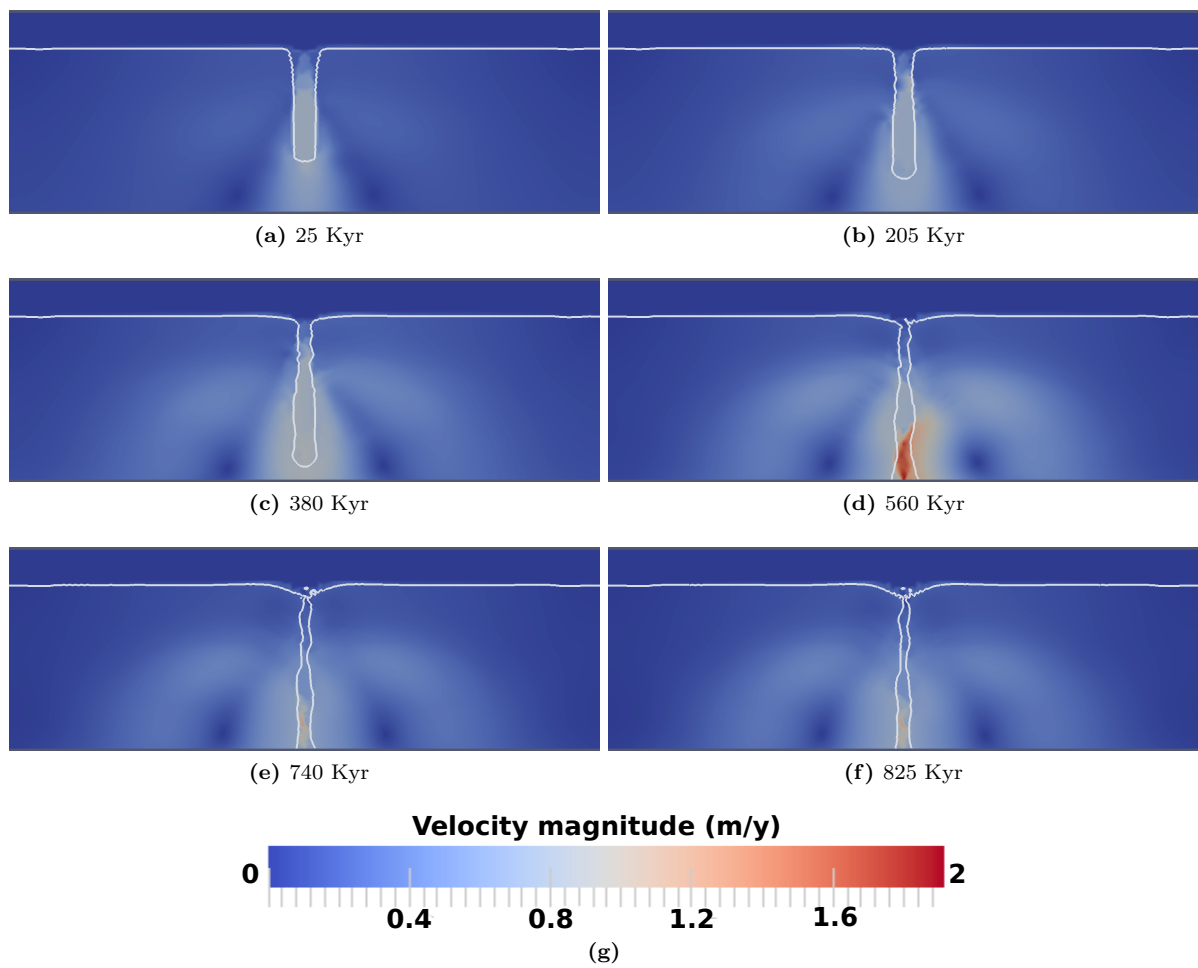 (a) 25 Kyr
(b) 205 Kyr
(c) 380 Kyr
(d) 560 Kyr
(e) 740 Kyr
(f) 825 Kyr
Velocity magnitude (m/y)
0 2
0.4 0.8 1.2 1.6
(g)